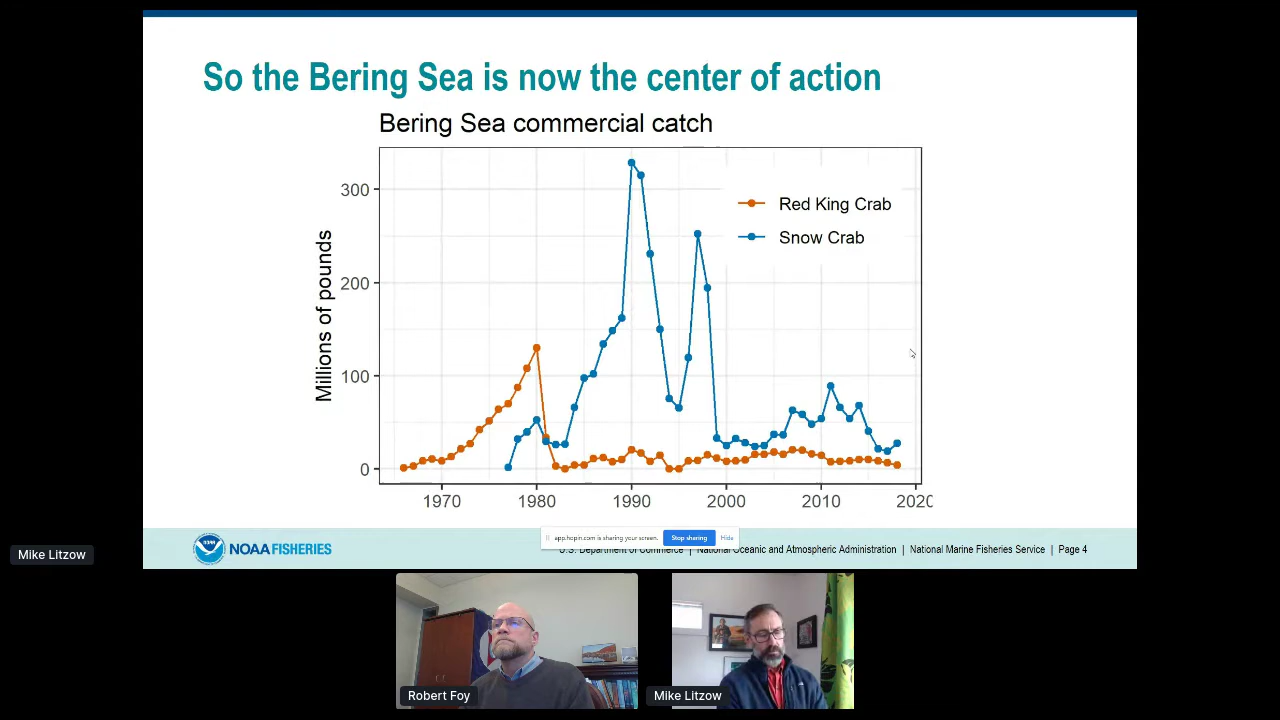 So the Bering Sea is now the center of action
Bering Sea commercial catch
Millions of pounds
300
200
100
0
Red King Crab
Snow Crab
1970
1980
1990
2000
2010
2020
NOAA
NOAA FISHERIES
app.hopin.com is sharing your screen.
Stop sharing
Hide
U.S. Department of Commerce | National Oceanic and Atmospheric Administration | National Marine Fisheries Service | Page 4
Mike Litzow
Robert Foy
Mike Litzow